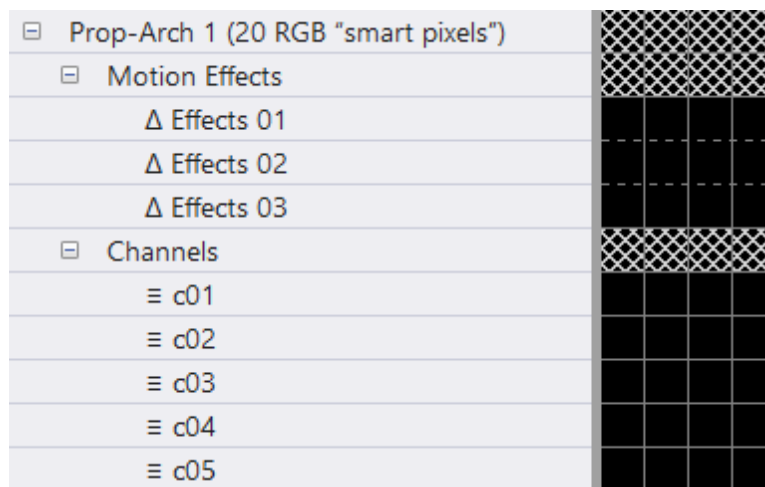 Prop-Arch 1 (20 RGB “smart pixels”)
Motion Effects
Δ Effects 01
Δ Effects 02
Δ Effects 03
Channels
≡ c01
≡ c02
≡ c03
≡ c04
≡ c05